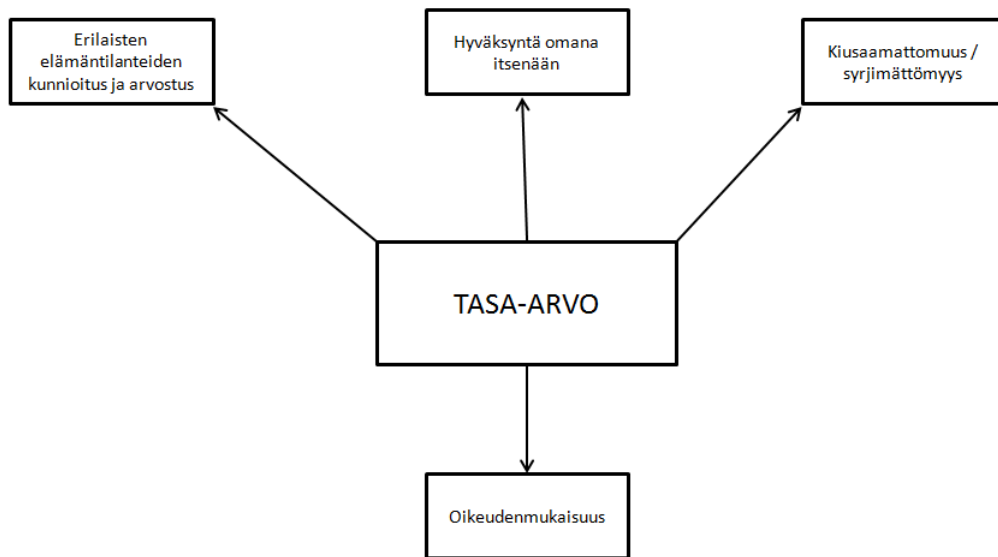 Erilaisten
elämäntilanteiden
kunnioitus ja arvostus
Hyväksyntä omana
itsenään
Kiusaamattomuus /
syrjimättömyys
TASA-ARVO
Oikeudenmukaisuus